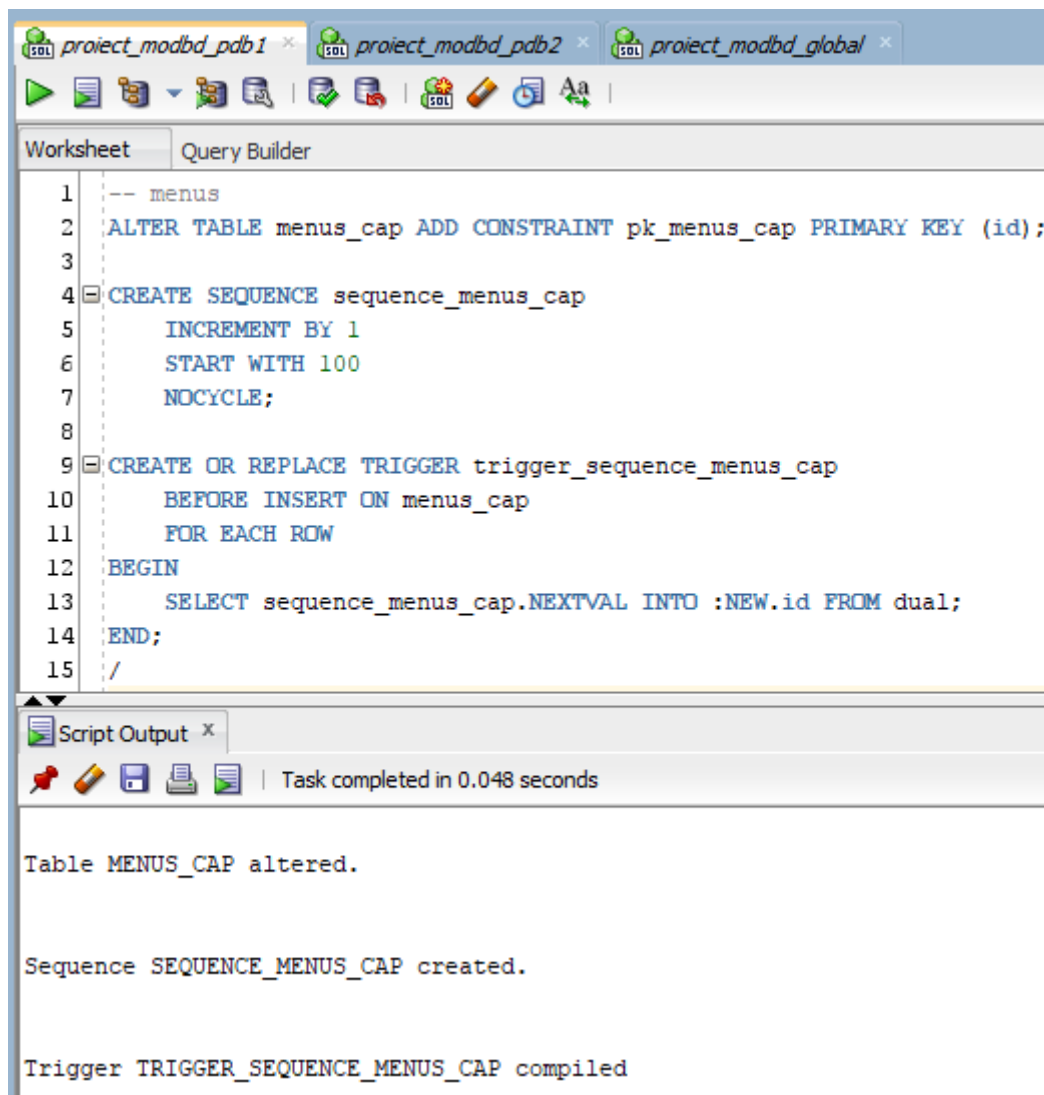 proiect_modbd_pdb1 × proiect_modbd_pdb2 × proiect_modbd_global ×
Worksheet Query Builder
1 -- menus
2 ALTER TABLE menus_cap ADD CONSTRAINT pk_menus_cap PRIMARY KEY (id);
3
4 CREATE SEQUENCE sequence_menus_cap
5 INCREMENT BY 1
6 START WITH 100
7 NOCYCLE;
8
9 CREATE OR REPLACE TRIGGER trigger_sequence_menus_cap
10 BEFORE INSERT ON menus_cap
11 FOR EACH ROW
12 BEGIN
13 SELECT sequence_menus_cap.NEXTVAL INTO :NEW.id FROM dual;
14 END;
15 /
Script Output x
Task completed in 0.048 seconds
Table MENUS_CAP altered.
Sequence SEQUENCE_MENUS_CAP created.
Trigger TRIGGER_SEQUENCE_MENUS_CAP compiled